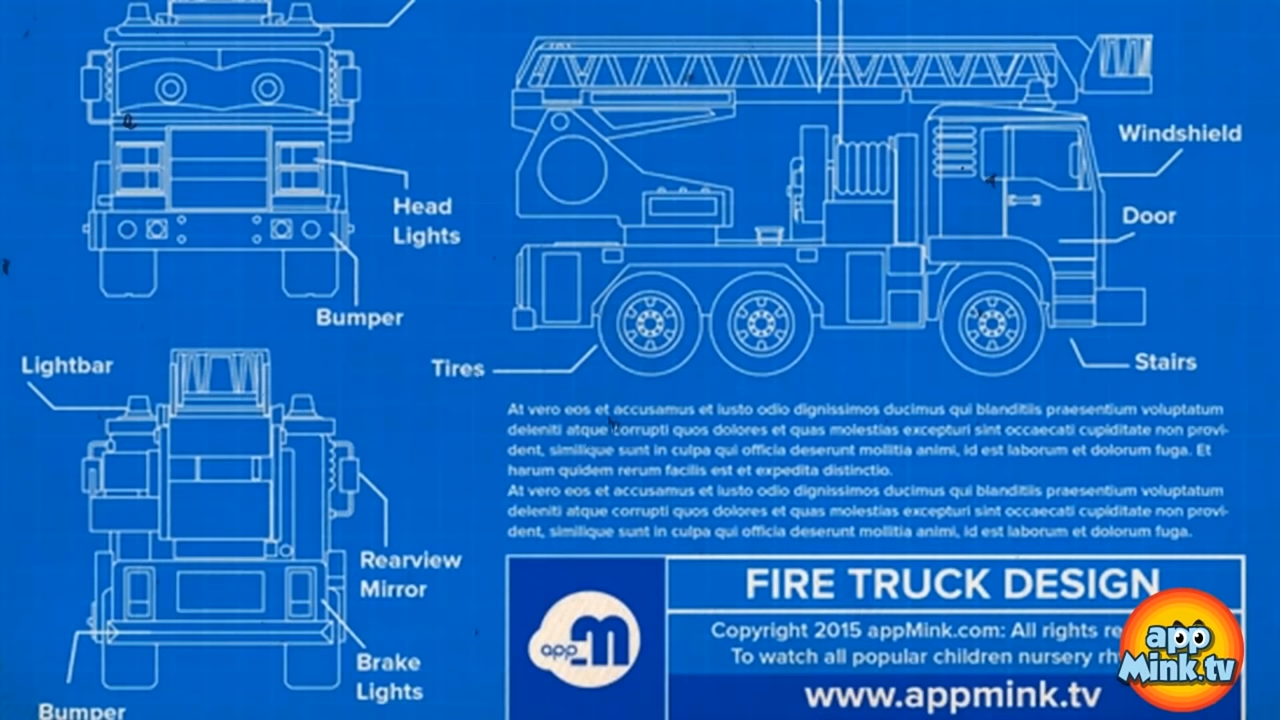 Head
Lights
Bumper
Windshield
Door
Tires
Stairs
Lightbar
Rearview
Mirror
Brake
Lights
Bumper
At vero eos et accusamus et iusto odio dignissimos ducimus qui blanditiis praesentium voluptatum
deleniti atque corrupti quos dolores et quas molestias excepturi sint occaecati cupiditate non provi-
dent, similique sunt in culpa qui officia deserunt mollitia animi, id est laborum et dolorum fuga. Et
harum quidem rerum facilis est et expedita distinctio.
At vero eos et accusamus et iusto odio dignissimos ducimus qui blanditiis praesentium voluptatum
deleniti atque corrupti quos dolores et quas molestias excepturi sint occaecati cupiditate non provi-
dent, similique sunt in culpa qui officia deserunt mollitia animi, id est laborum et dolorum fuga.
app m
FIRE TRUCK DESIGN
Copyright 2015 appMink.com: All rights
To watch all popular children nursery
www.appmink.tv
app
Mink.tv